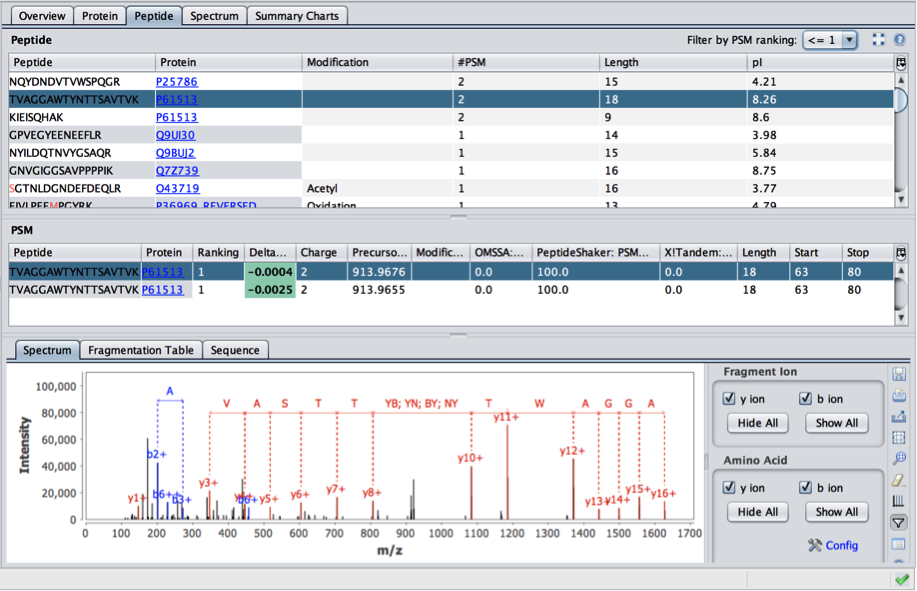 Overview Protein Peptide Spectrum Summary Charts
Peptide Filter by PSM ranking: <= 1
Peptide Protein Modification #PSM Length pI
NQYDNDVTVWSPQGR P25786 2 15 4.21
TVAGGAWTYNTTSAVTVK P61513 2 18 8.26
KIEISQHAK P61513 2 9 8.6
GPVEGYEENEEFLR Q9UI30 1 14 3.98
NYILDQTNVYGSAQR Q9BUJ2 1 15 5.84
GNVGIGGSAVPPPPIK Q7Z739 1 16 8.75
SGTNLDGNDEFDEQLR O43719 Acetyl 1 16 3.77
EIVLPEEMPGYRK P36969_REVERSED Oxidation 1 13 4.79
PSM
Peptide Protein Ranking Delta... Charge Precurso... Modific... OMSSA:... PeptideShaker: PSM... X!Tandem:... Length Start Stop
TVAGGAWTYNTTSAVTVK P61513 1 -0.0004 2 913.9676 0.0 100.0 0.0 18 63 80
TVAGGAWTYNTTSAVTVK P61513 1 -0.0025 2 913.9655 0.0 100.0 0.0 18 63 80
Spectrum Fragmentation Table Sequence
Intensity
100,000
80,000
60,000
40,000
20,000
0
A
V A S T T YB; YN; BY; NY T W A G G A
y11+
b2+ y10+ y12+
y3+ y7+ y8+ y15+
y1+ b6++ b3+ b6+ y5+ y6+ y13+ y14+ y16+
0 100 200 300 400 500 600 700 800 900 1000 1100 1200 1300 1400 1500 1600 1700
m/z
Fragment Ion
y ion b ion
Hide All Show All
Amino Acid
y ion b ion
Hide All Show All
Config